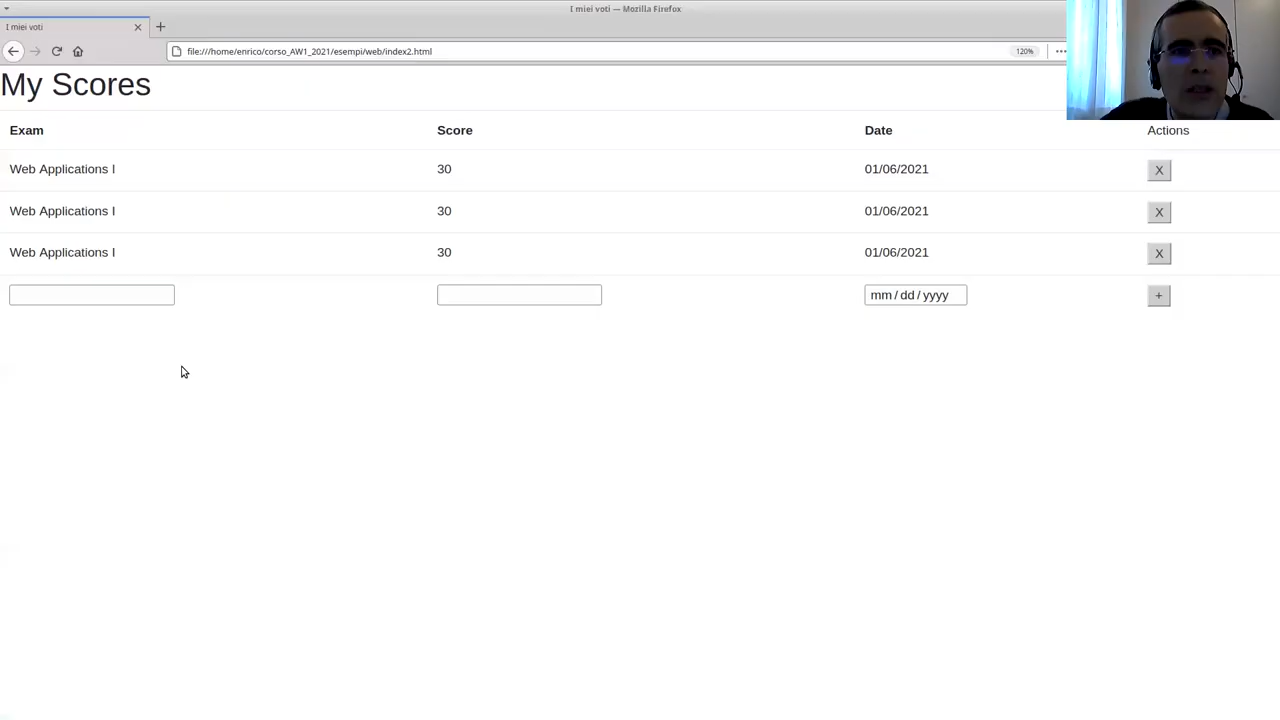 I miei voti — Mozilla Firefox
I miei voti
file:///home/enrico/corso_AW1_2021/esempi/web/index2.html 120%
My Scores
Exam Score Date Actions
Web Applications I 30 01/06/2021 X
Web Applications I 30 01/06/2021 X
Web Applications I 30 01/06/2021 X
mm / dd / yyyy +